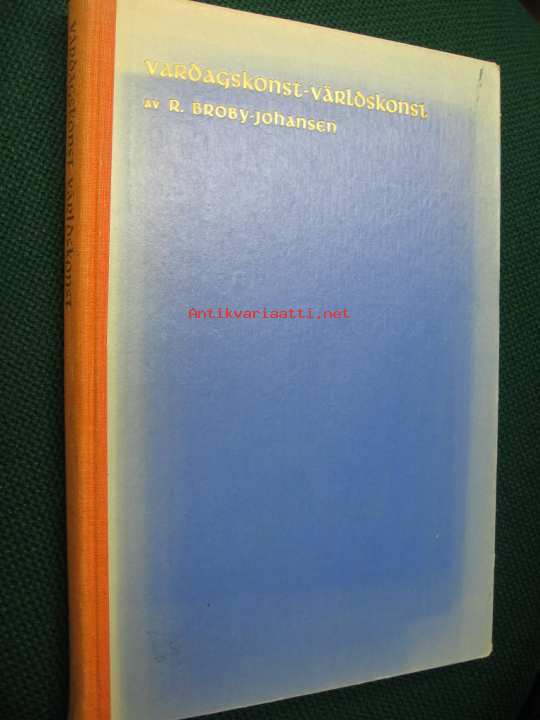 VARDAGSKONST-VÄRLDSKONST
AV R. BROBY-JOHANSEN
VARDAGSKONST VÄRLDSKONST
Antikvariaatti.net